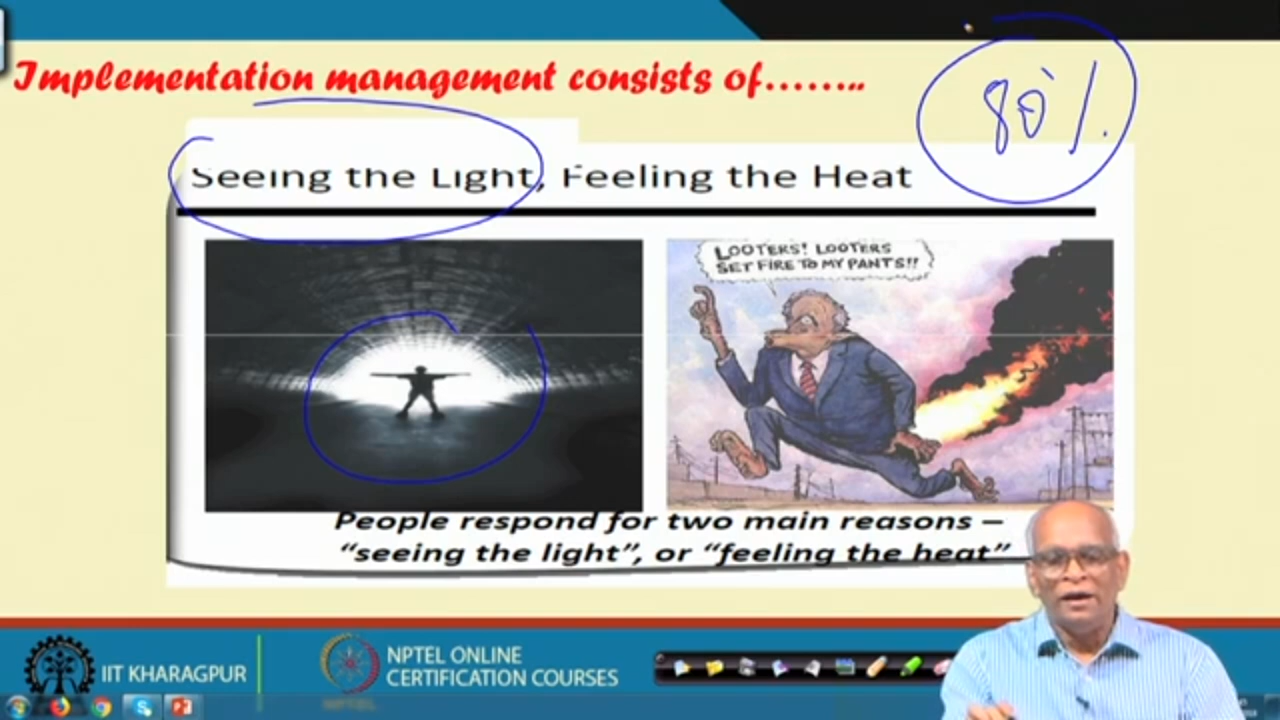 Implementation management consists of……..
80%.
Seeing the Light, Feeling the Heat
LOOTERS! LOOTERS
SET FIRE TO MY PANTS!!
People respond for two main reasons –
“seeing the light”, or “feeling the heat”
IIT KHARAGPUR
NPTEL ONLINE
CERTIFICATION COURSES